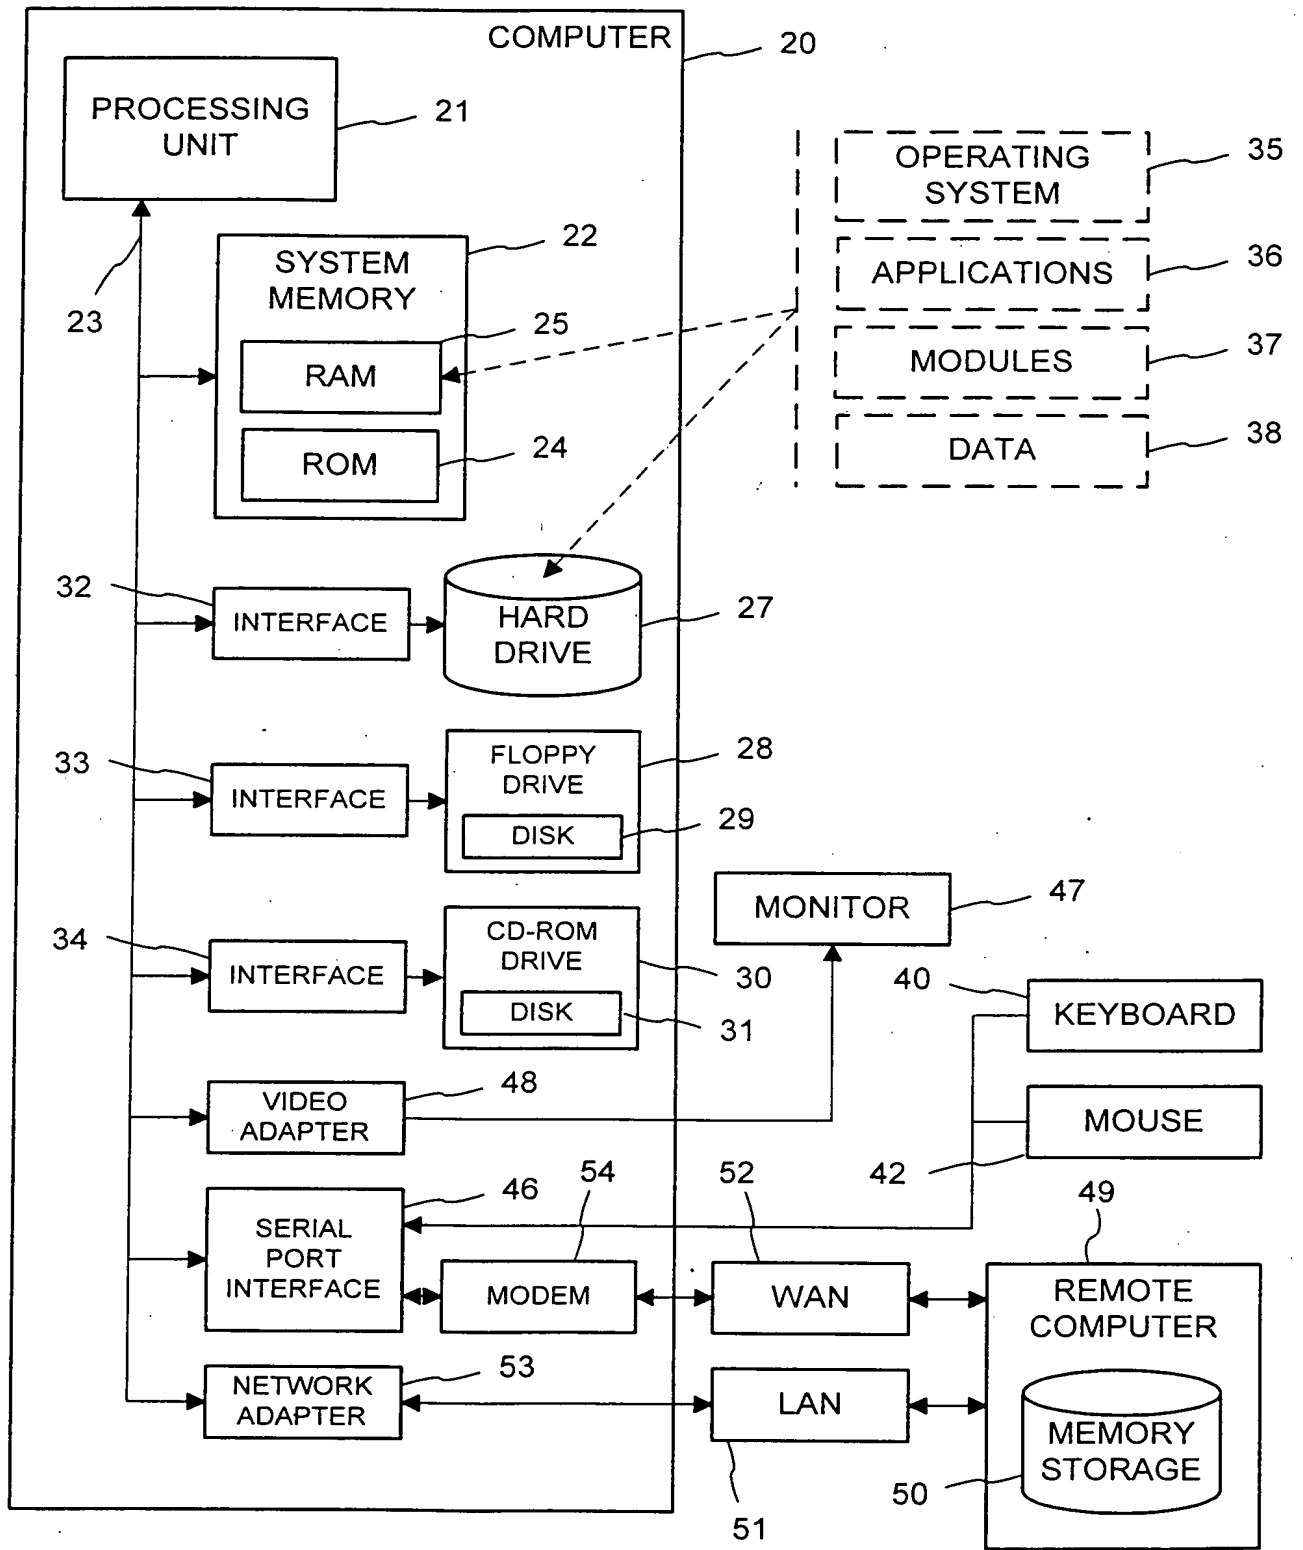 COMPUTER
20
PROCESSING
UNIT
21
OPERATING
SYSTEM
35
23
SYSTEM
MEMORY
22
APPLICATIONS
36
25
RAM
MODULES
37
ROM
24
DATA
38
32
INTERFACE
HARD
DRIVE
27
33
INTERFACE
FLOPPY
DRIVE
28
DISK
29
MONITOR
47
34
INTERFACE
CD-ROM
DRIVE
30
DISK
31
40
KEYBOARD
VIDEO
ADAPTER
48
MOUSE
42
46
54
52
49
SERIAL
PORT
INTERFACE
MODEM
WAN
REMOTE
COMPUTER
NETWORK
ADAPTER
53
LAN
51
MEMORY
STORAGE
50